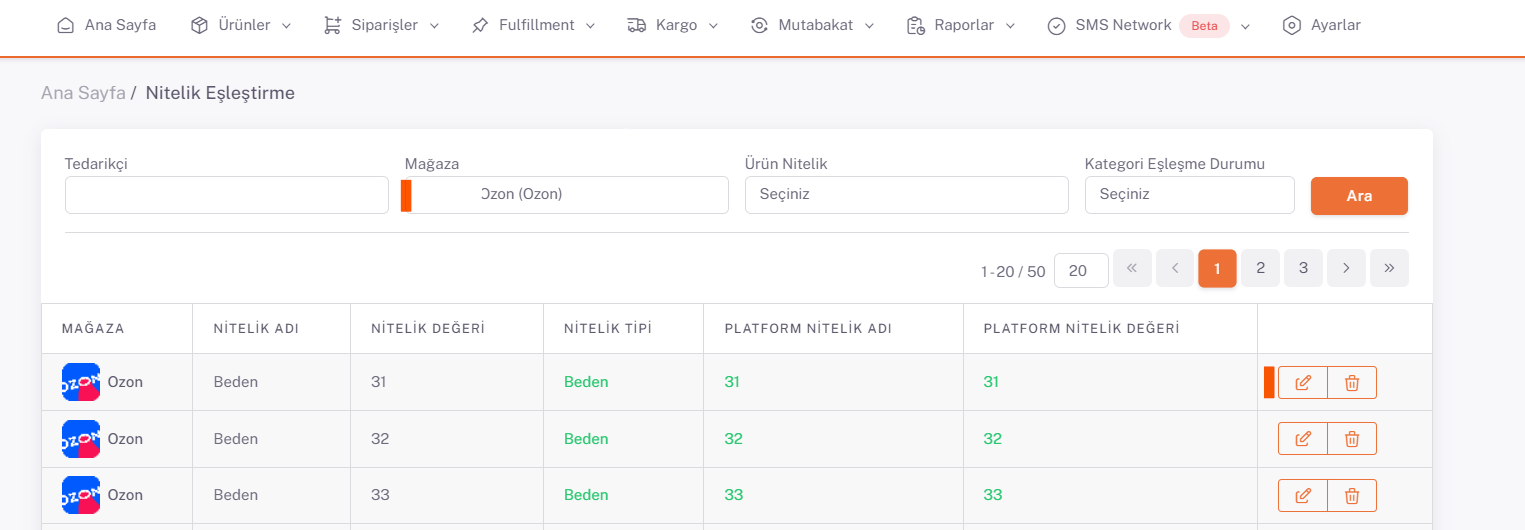 Ana Sayfa Ürünler Siparişler Fulfillment Kargo Mutabakat Raporlar SMS Network Beta Ayarlar
Ana Sayfa / Nitelik Eşleştirme
Tedarikçi Mağaza Ürün Nitelik Kategori Eşleşme Durumu
Ozon (Ozon) Seçiniz Seçiniz Ara
1 - 20 / 50 20 « ‹ 1 2 3 › »
MAĞAZA NİTELİK ADI NİTELİK DEĞERİ NİTELİK TİPİ PLATFORM NİTELİK ADI PLATFORM NİTELİK DEĞERİ
OZON Ozon Beden 31 Beden 31 31
OZON Ozon Beden 32 Beden 32 32
OZON Ozon Beden 33 Beden 33 33